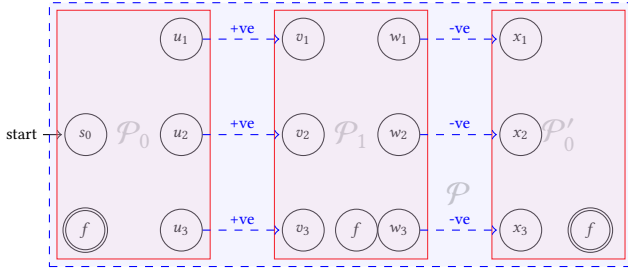 u₁ +ve v₁ w₁ -ve x₁
start s₀ 𝒫₀ u₂ +ve v₂ 𝒫₁ w₂ -ve x₂ 𝒫₀′
𝒫
f u₃ +ve v₃ f w₃ -ve x₃ f